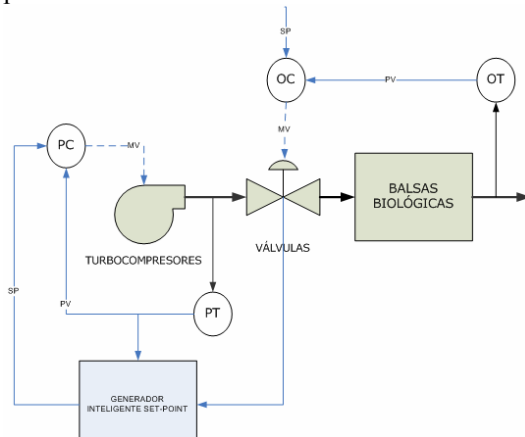 SP
OC
PV
OT
MV
PC
MV
BALSAS
BIOLÓGICAS
VÁLVULAS
TURBOCOMPRESORES
SP
PV
PT
GENERADOR
INTELIGENTE SET-POINT